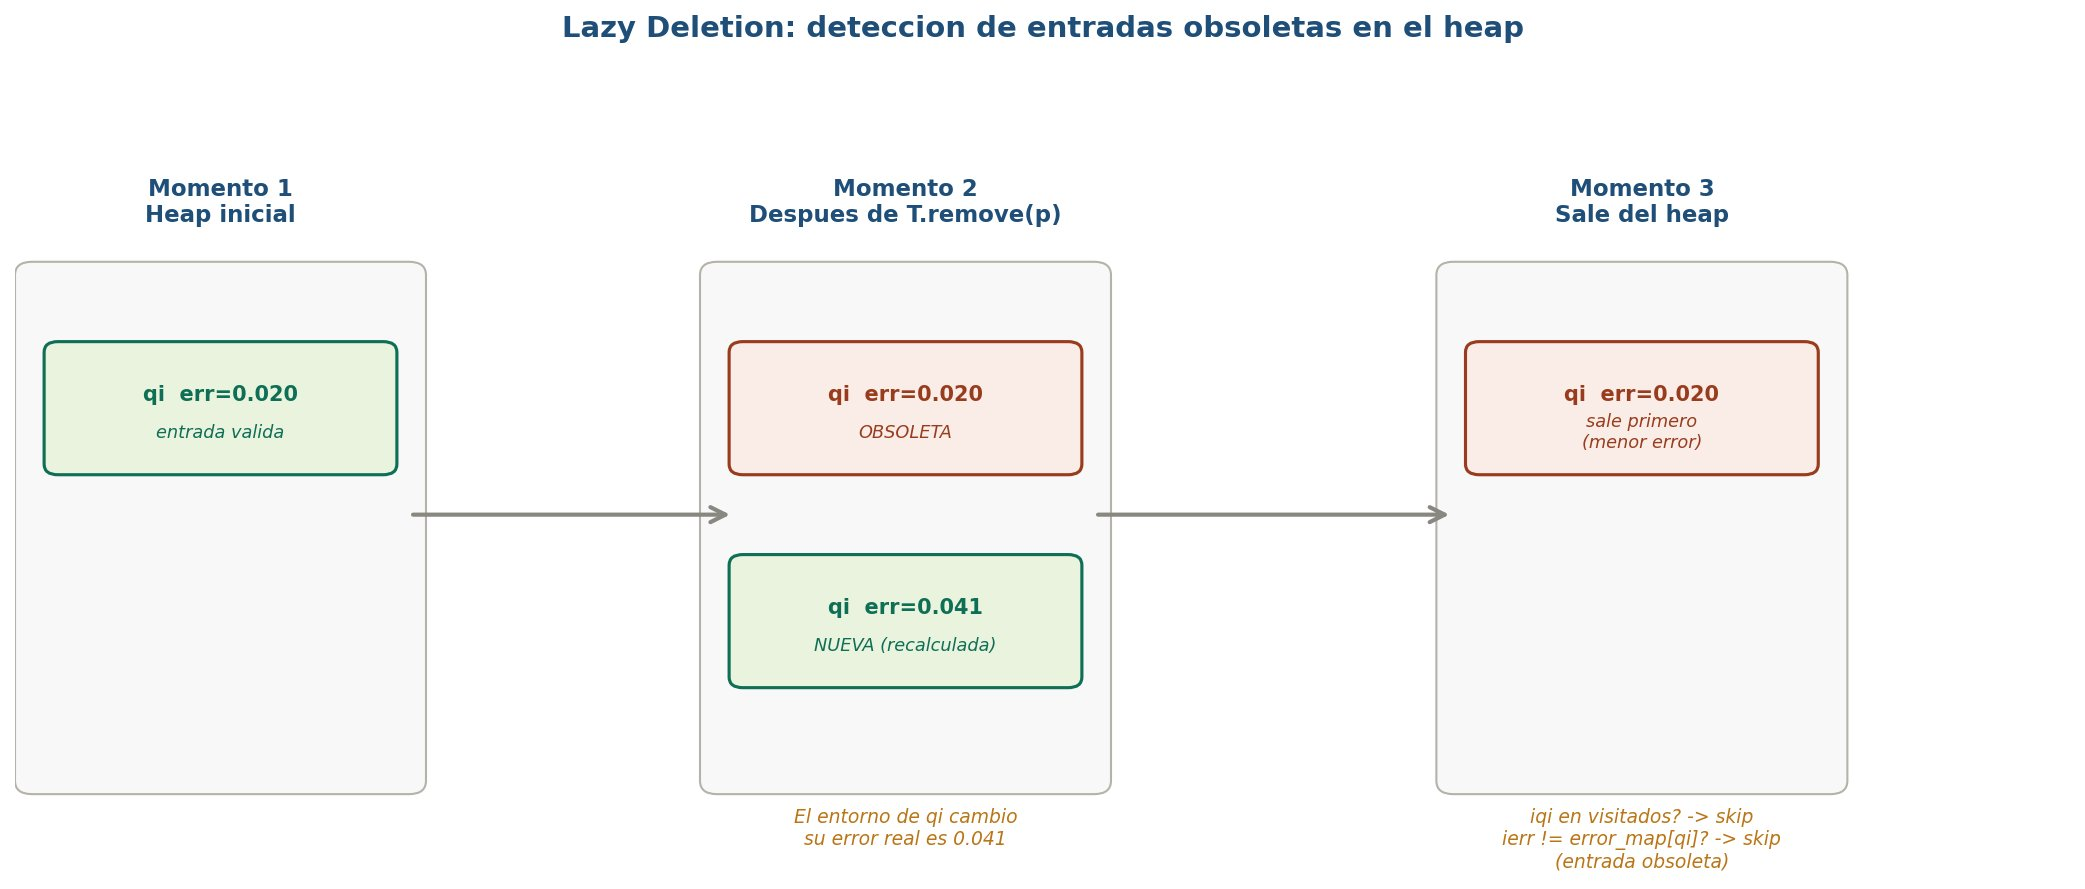 Lazy Deletion: deteccion de entradas obsoletas en el heap
Momento 1
Heap inicial
qi  err=0.020
entrada valida
Momento 2
Despues de T.remove(p)
qi  err=0.020
OBSOLETA
qi  err=0.041
NUEVA (recalculada)
El entorno de qi cambio
su error real es 0.041
Momento 3
Sale del heap
qi  err=0.020
sale primero
(menor error)
iqi en visitados? -> skip
ierr != error_map[qi]? -> skip
(entrada obsoleta)